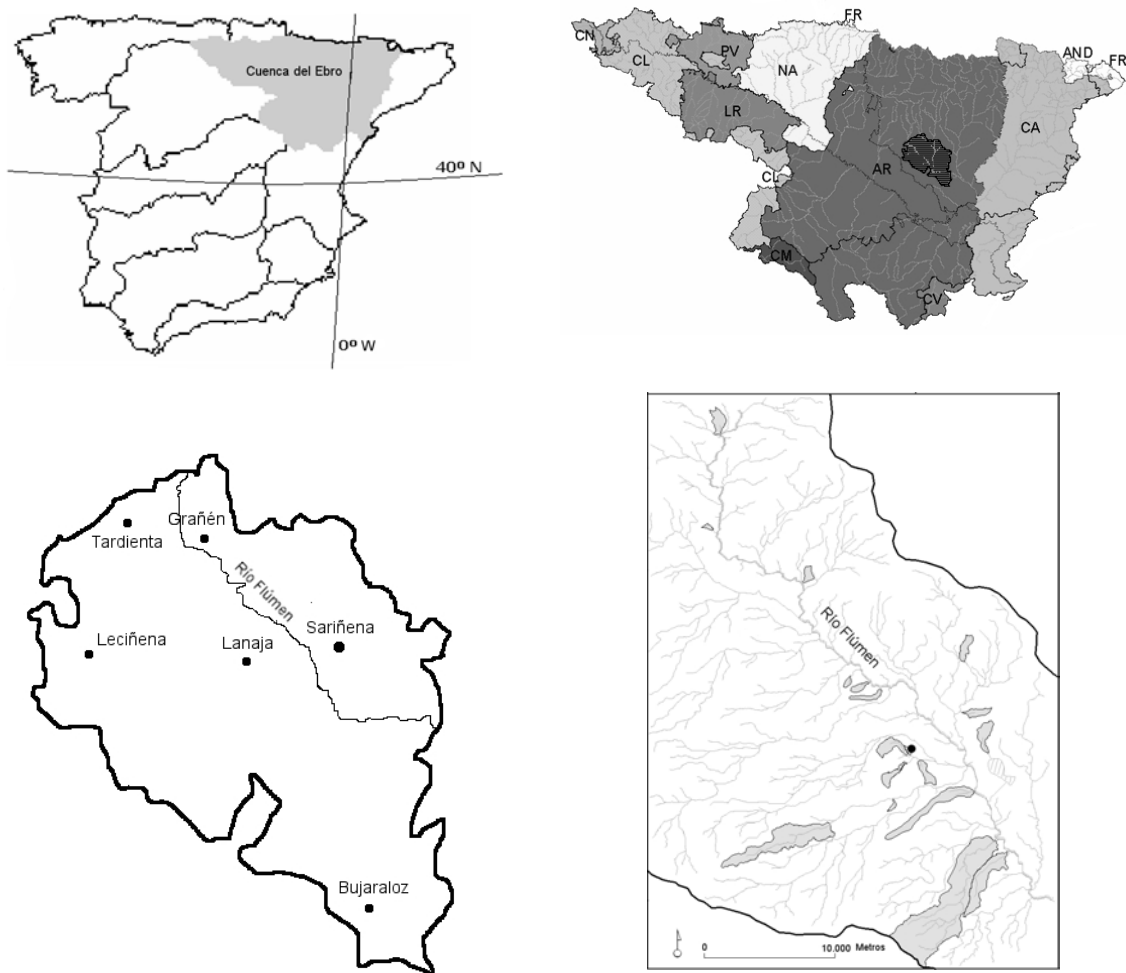 Cuenca del Ebro
40º N
0º W
FR
CN
PV
AND
FR
CL
NA
LR
CA
CL
AR
CM
CV
Grañén
Tardienta
Río Flúmen
Leciñena
Lanaja
Sariñena
Bujaraloz
Río Flúmen
0
10.000 Metros